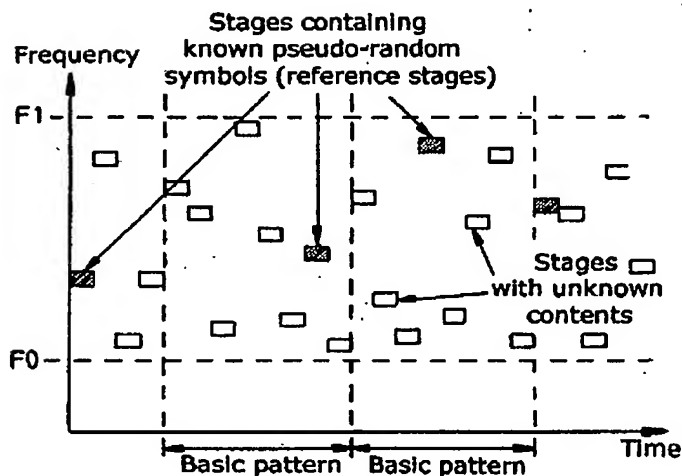 Stages containing
known pseudo-random
symbols (reference stages)
Frequency
F1
Stages
with unknown
contents
F0
Time
Basic pattern
Basic pattern